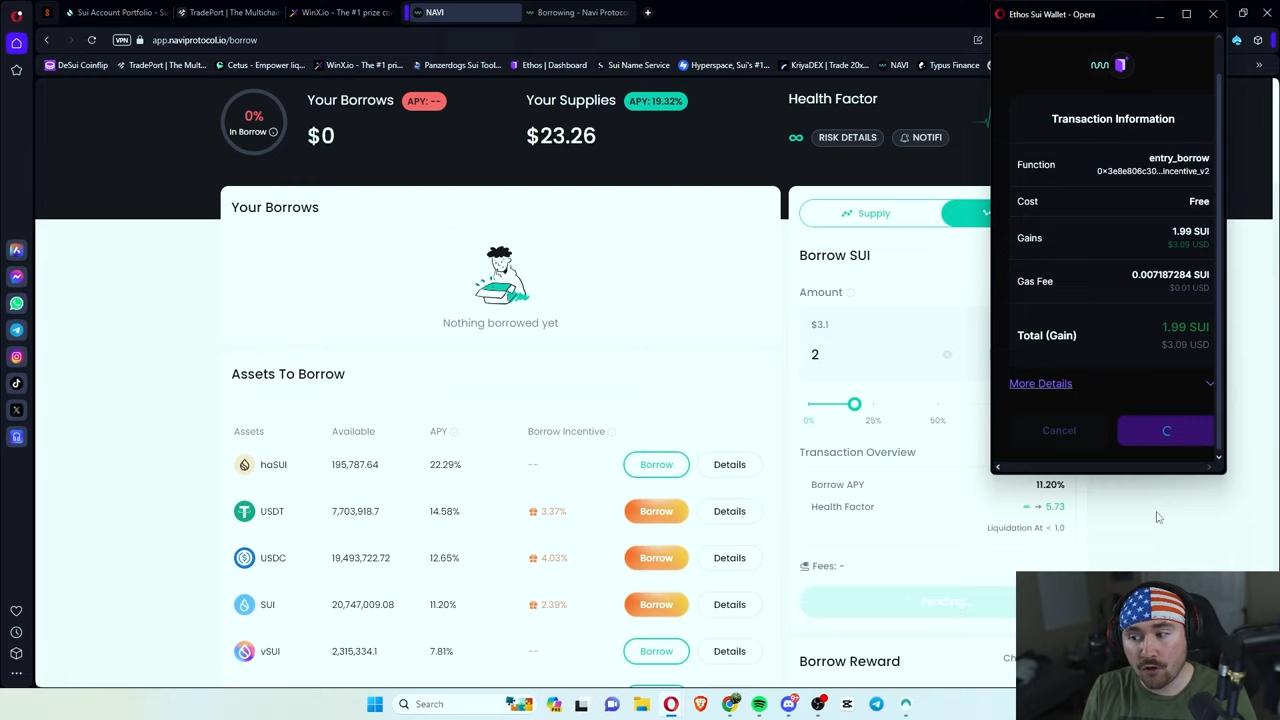 Sui Account Portfolio - Su
TradePort | The Multichain
WinX.io - The #1 prize con
NAVI
Borrowing - Navi Protocol
Ethos Sui Wallet - Opera
VPN
app.naviprotocol.io/borrow
DeSui Coinflip
TradePort | The Mult...
Cetus - Empower liq...
WinX.io - The #1 pri...
Panzerdogs Sui Tool...
Ethos | Dashboard
Sui Name Service
Hyperspace, Sui's #1...
KriyaDEX | Trade 20x...
NAVI
Typus Finance
0%
In Borrow
Your Borrows
APY: --
$0
Your Supplies
APY: 19.32%
$23.26
Health Factor
∞
RISK DETAILS
NOTIFI
Your Borrows
Nothing borrowed yet
Assets To Borrow
Assets
Available
APY
Borrow Incentive
haSUI
195,787.64
22.29%
--
Borrow
Details
USDT
7,703,918.7
14.58%
3.37%
Borrow
Details
USDC
19,493,722.72
12.65%
4.03%
Borrow
Details
SUI
20,747,009.08
11.20%
2.39%
Borrow
Details
vSUI
2,315,334.1
7.81%
--
Borrow
Details
Supply
Borrow SUI
Amount
$3.1
2
0%
25%
50%
Transaction Overview
Borrow APY
11.20%
Health Factor
∞ → 5.73
Liquidation At < 1.0
Fees: -
Pending...
Borrow Reward
Transaction Information
Function
entry_borrow
0x3e8e806c30...incentive_v2
Cost
Free
Gains
1.99 SUI
$3.09 USD
Gas Fee
0.007187284 SUI
$0.01 USD
Total (Gain)
1.99 SUI
$3.09 USD
More Details
Cancel
Search